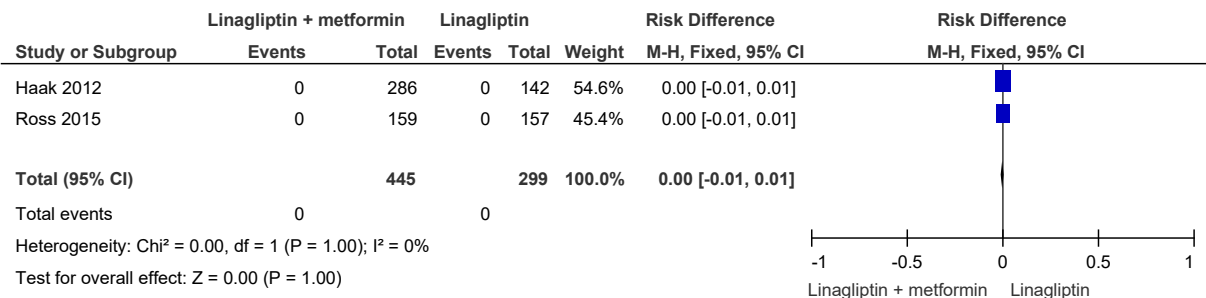 Linagliptin + metformin Linagliptin Risk Difference Risk Difference
Study or Subgroup Events Total Events Total Weight M-H, Fixed, 95% CI M-H, Fixed, 95% CI
Haak 2012 0 286 0 142 54.6% 0.00 [-0.01, 0.01]
Ross 2015 0 159 0 157 45.4% 0.00 [-0.01, 0.01]
Total (95% CI) 445 299 100.0% 0.00 [-0.01, 0.01]
Total events 0 0
Heterogeneity: Chi² = 0.00, df = 1 (P = 1.00); I² = 0%
Test for overall effect: Z = 0.00 (P = 1.00)
-1 -0.5 0 0.5 1
Linagliptin + metformin Linagliptin